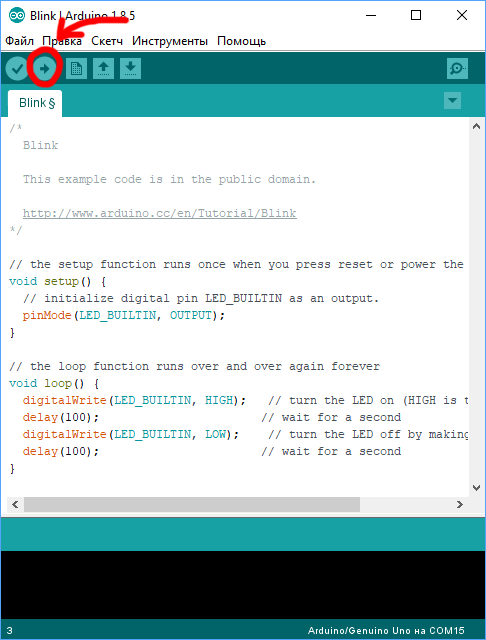 Blink | Arduino 1.8.5
Файл Правка Скетч Инструменты Помощь
Blink §
/*
  Blink

  This example code is in the public domain.

  http://www.arduino.cc/en/Tutorial/Blink
*/

// the setup function runs once when you press reset or power the
void setup() {
  // initialize digital pin LED_BUILTIN as an output.
  pinMode(LED_BUILTIN, OUTPUT);
}

// the loop function runs over and over again forever
void loop() {
  digitalWrite(LED_BUILTIN, HIGH);   // turn the LED on (HIGH is t
  delay(100);                       // wait for a second
  digitalWrite(LED_BUILTIN, LOW);    // turn the LED off by making
  delay(100);                       // wait for a second
}
3 Arduino/Genuino Uno на COM15